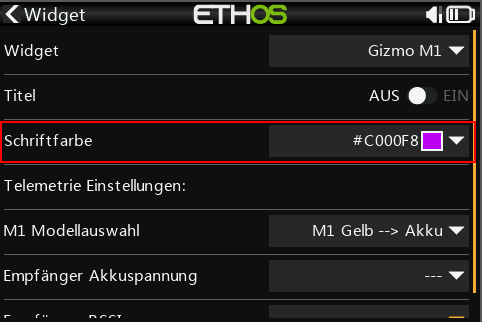 Widget
ETHOS
Widget
Gizmo M1
Titel
AUS
EIN
Schriftfarbe
#C000F8
Telemetrie Einstellungen:
M1 Modellauswahl
M1 Gelb --> Akku
Empfänger Akkuspannung
---